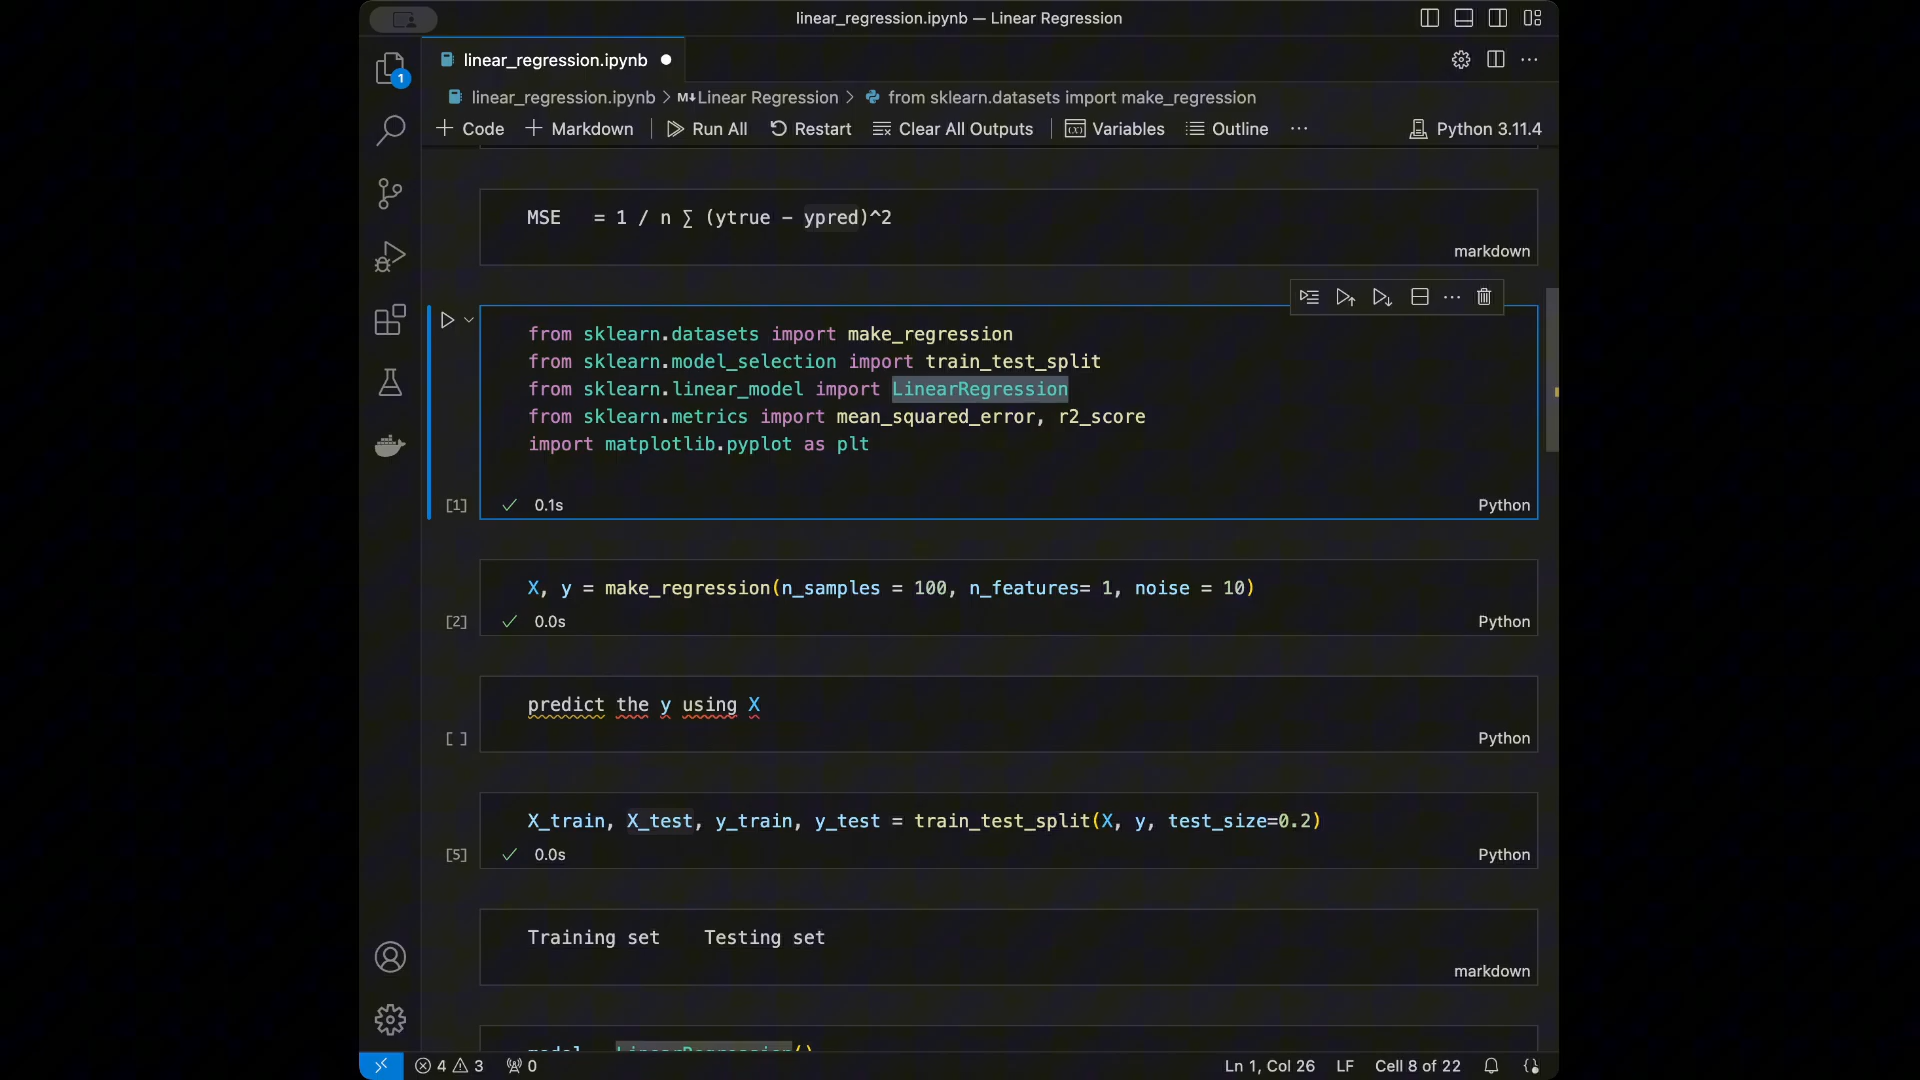 linear_regression.ipynb — Linear Regression
linear_regression.ipynb
1
linear_regression.ipynb > M↓Linear Regression > from sklearn.datasets import make_regression
+ Code + Markdown Run All Restart Clear All Outputs Variables Outline ... Python 3.11.4
MSE = 1 / n ∑ (ytrue - ypred)^2
markdown
from sklearn.datasets import make_regression
from sklearn.model_selection import train_test_split
from sklearn.linear_model import LinearRegression
from sklearn.metrics import mean_squared_error, r2_score
import matplotlib.pyplot as plt
[1] ✓ 0.1s Python
X, y = make_regression(n_samples = 100, n_features= 1, noise = 10)
[2] ✓ 0.0s Python
predict the y using X
[ ] Python
X_train, X_test, y_train, y_test = train_test_split(X, y, test_size=0.2)
[5] ✓ 0.0s Python
Training set Testing set
markdown
4 3 0 Ln 1, Col 26 LF Cell 8 of 22